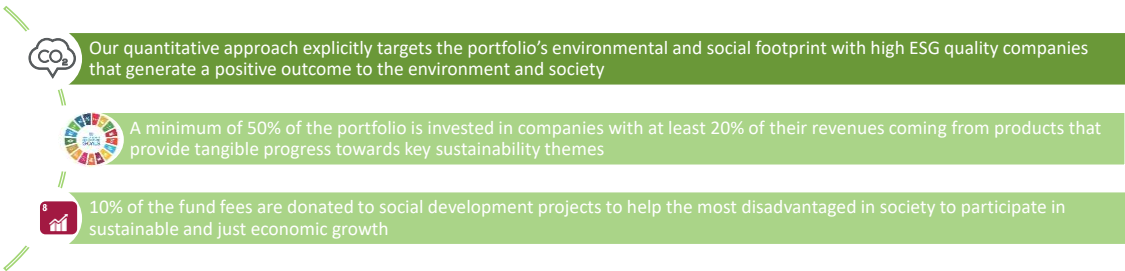 CO2
Our quantitative approach explicitly targets the portfolio's environmental and social footprint with high ESG quality companies
that generate a positive outcome to the environment and society
A minimum of 50% of the portfolio is invested in companies with at least 20% of their revenues coming from products that
provide tangible progress towards key sustainability themes
8
10% of the fund fees are donated to social development projects to help the most disadvantaged in society to participate in
sustainable and just economic growth